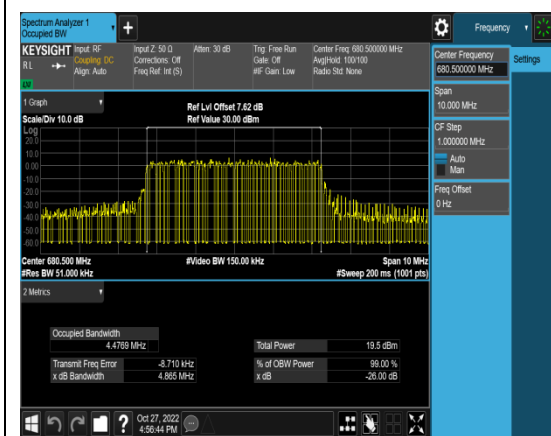 Spectrum Analyzer 1
Occupied BW
+
Frequency
KEYSIGHT
R L
Input: RF
Coupling: DC
Align: Auto
Input Z: 50 Ω
Corrections: Off
Freq Ref: Int (S)
Atten: 30 dB
Trig: Free Run
Gate: Off
#IF Gain: Low
Center Freq: 680.500000 MHz
Avg|Hold: 100/100
Radio Std: None
Center Frequency
680.500000 MHz
Settings
Span
10.000 MHz
CF Step
1.000000 MHz
Auto
Man
Freq Offset
0 Hz
1 Graph
Scale/Div 10.0 dB
Ref Lvl Offset 7.62 dB
Ref Value 30.00 dBm
Log
20.0
10.0
0.00
-10.0
-20.0
-30.0
-40.0
-50.0
-60.0
Center 680.500 MHz
#Video BW 150.00 kHz
Span 10 MHz
#Res BW 51.000 kHz
#Sweep 200 ms (1001 pts)
2 Metrics
Occupied Bandwidth
4.4769 MHz
Total Power 19.5 dBm
Transmit Freq Error -8.710 kHz
% of OBW Power 99.00 %
x dB Bandwidth 4.865 MHz
x dB -26.00 dB
?
Oct 27, 2022
4:56:44 PM